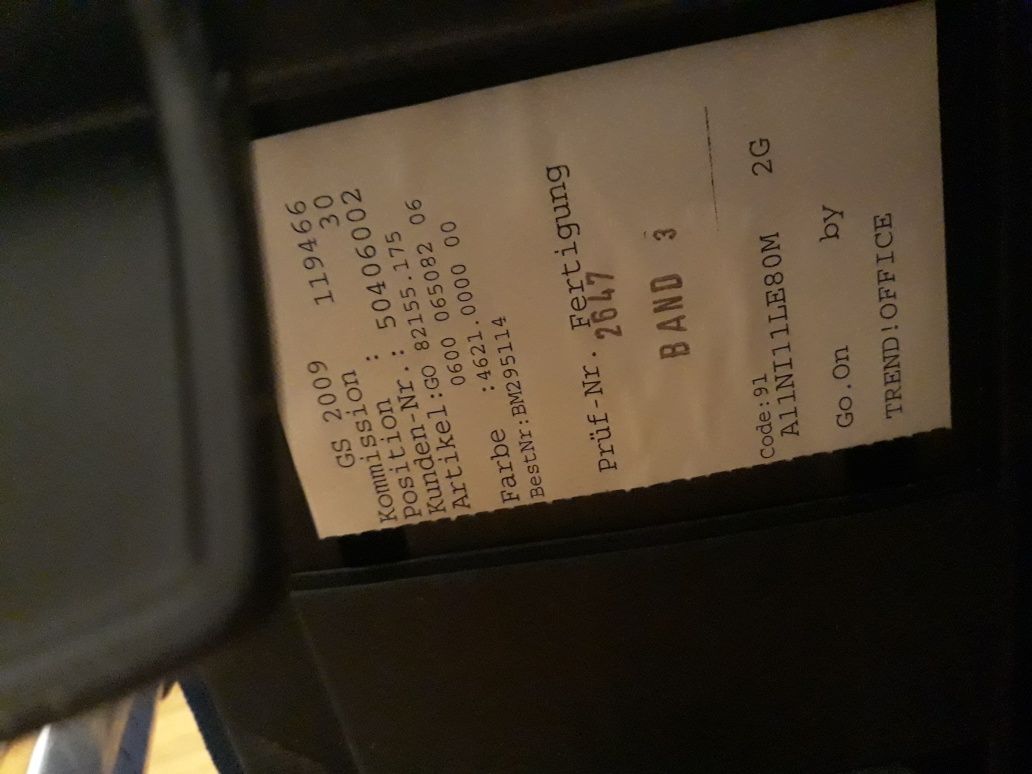 GS 2009 119466
Kommission : 30
Position-Nr.: 50406002
Kunden-Nr.:GO 82155.175
Artikel:0600 065082 06
Farbe :4621.0000 00
BestNr:BM295114
Prüf-Nr. Fertigung
2647
BAND 3
Code:91
A11NI11LE80M 2G
Go.On by
TREND!OFFICE